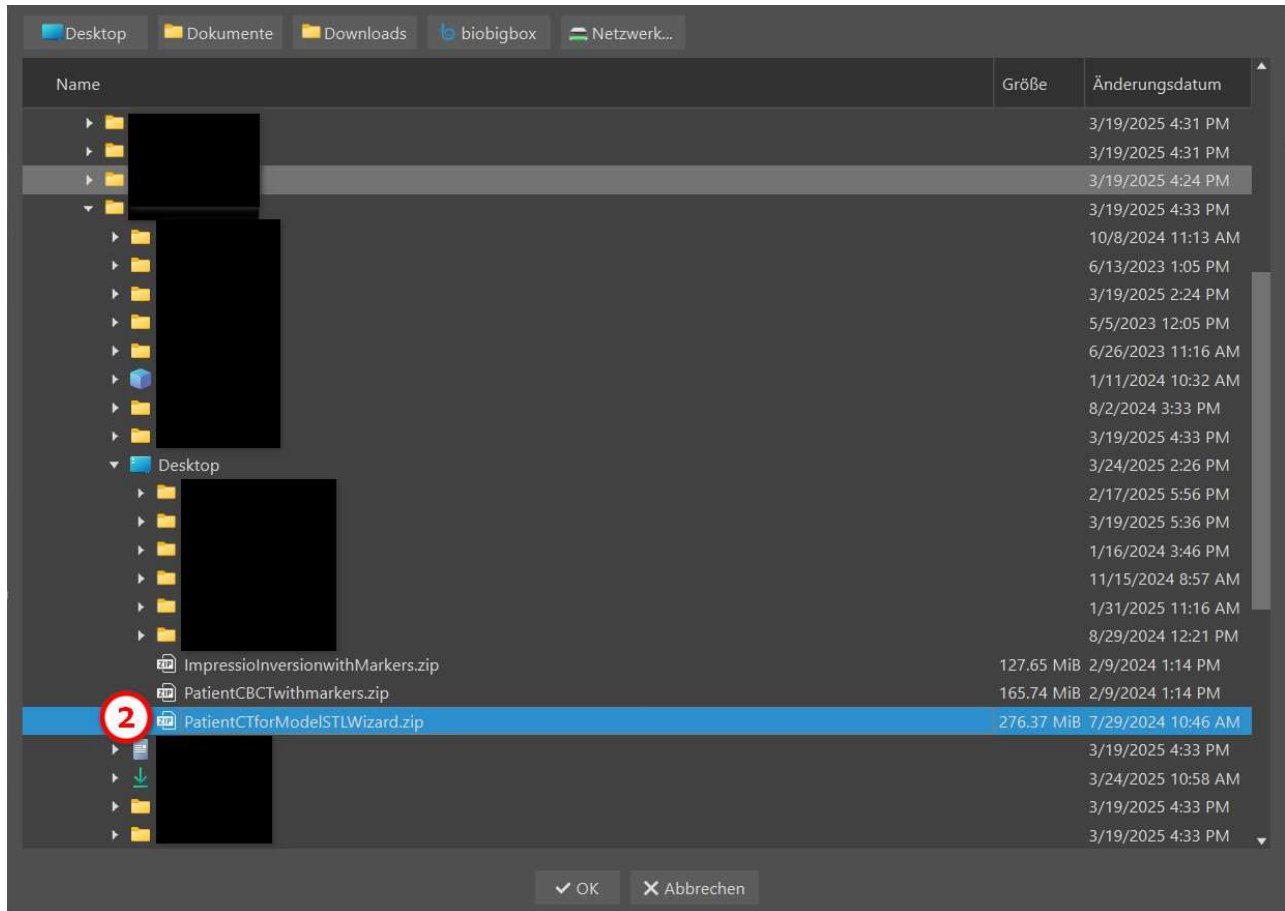 Desktop Dokumente Downloads biobigbox Netzwerk...
Name Größe Änderungsdatum
3/19/2025 4:31 PM
3/19/2025 4:31 PM
3/19/2025 4:24 PM
3/19/2025 4:33 PM
10/8/2024 11:13 AM
6/13/2023 1:05 PM
3/19/2025 2:24 PM
5/5/2023 12:05 PM
6/26/2023 11:16 AM
1/11/2024 10:32 AM
8/2/2024 3:33 PM
3/19/2025 4:33 PM
Desktop 3/24/2025 2:26 PM
2/17/2025 5:56 PM
3/19/2025 5:36 PM
1/16/2024 3:46 PM
11/15/2024 8:57 AM
1/31/2025 11:16 AM
8/29/2024 12:21 PM
ZIP ImpressioInversionwithMarkers.zip 127.65 MiB 2/9/2024 1:14 PM
ZIP PatientCBCTwithmarkers.zip 165.74 MiB 2/9/2024 1:14 PM
2 ZIP PatientCTforModelSTLWizard.zip 276.37 MiB 7/29/2024 10:46 AM
3/19/2025 4:33 PM
3/24/2025 10:58 AM
3/19/2025 4:33 PM
3/19/2025 4:33 PM
OK Abbrechen